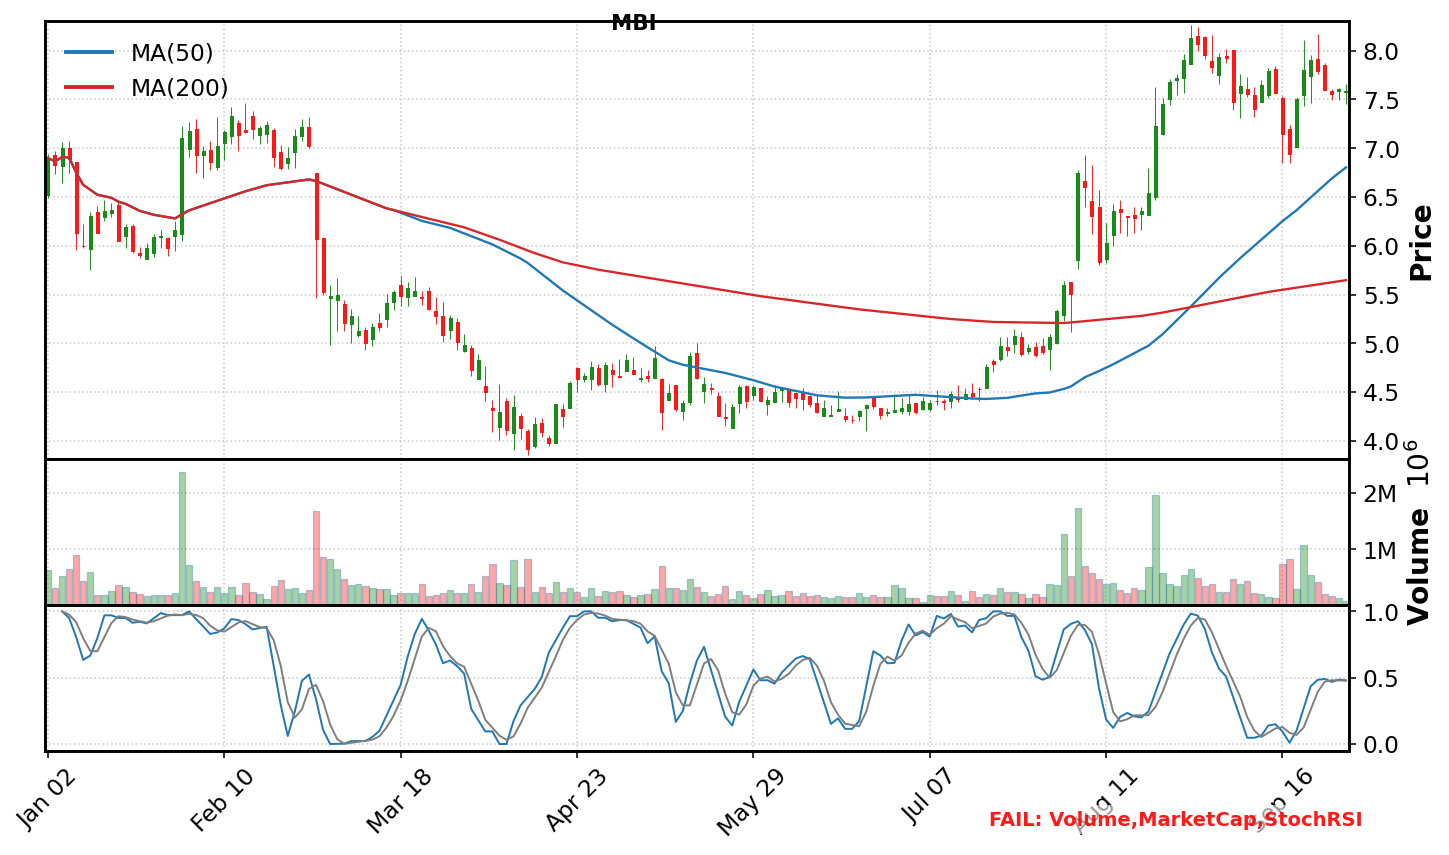 MBI
MA(50)
MA(200)
8.0
7.5
7.0
6.5
6.0
5.5
5.0
4.5
4.0
Price
2M
1M
Volume 10^6
1.0
0.5
0.0
Jan 02
Feb 10
Mar 18
Apr 23
May 29
Jul 07
Aug 11
Sep 16
FAIL: Volume,MarketCap,StochRSI